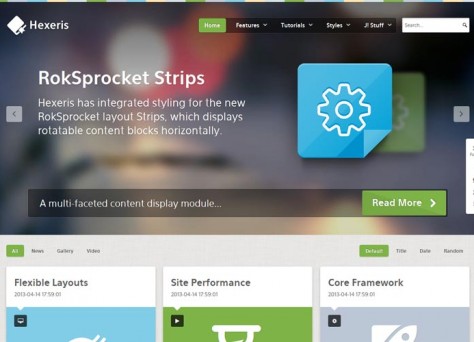 Hexeris
Home Features Tutorials Styles J! Stuff Search...
RokSprocket Strips
Hexeris has integrated styling for the new
RokSprocket layout Strips, which displays
rotatable content blocks horizontally.
A multi-faceted content display module... Read More
All News Gallery Video Default Title Date Random
Flexible Layouts Site Performance Core Framework
2013-04-14 17:59:01 2013-04-14 17:59:01 2013-04-14 17:59:01